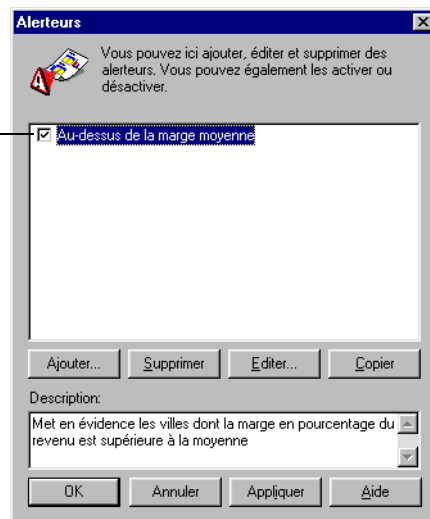 Alerteurs
Vous pouvez ici ajouter, éditer et supprimer des
alerteurs. Vous pouvez également les activer ou
désactiver.
Au-dessus de la marge moyenne
Ajouter... Supprimer Editer... Copier
Description:
Met en évidence les villes dont la marge en pourcentage du
revenu est supérieure à la moyenne
OK Annuler Appliquer Aide